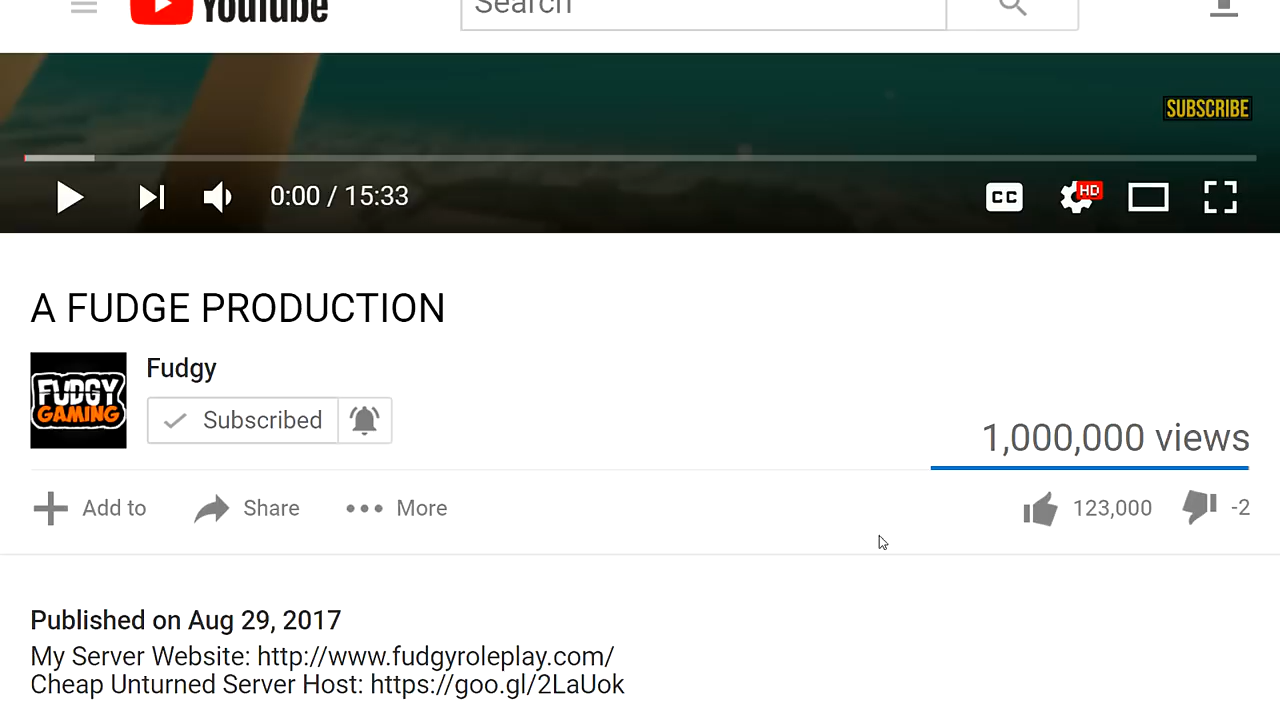 YouTube
Search
SUBSCRIBE
0:00 / 15:33
CC
HD
A FUDGE PRODUCTION
FUDGY
GAMING
Fudgy
Subscribed
1,000,000 views
Add to
Share
More
123,000
-2
Published on Aug 29, 2017
My Server Website: http://www.fudgyroleplay.com/
Cheap Unturned Server Host: https://goo.gl/2LaUok